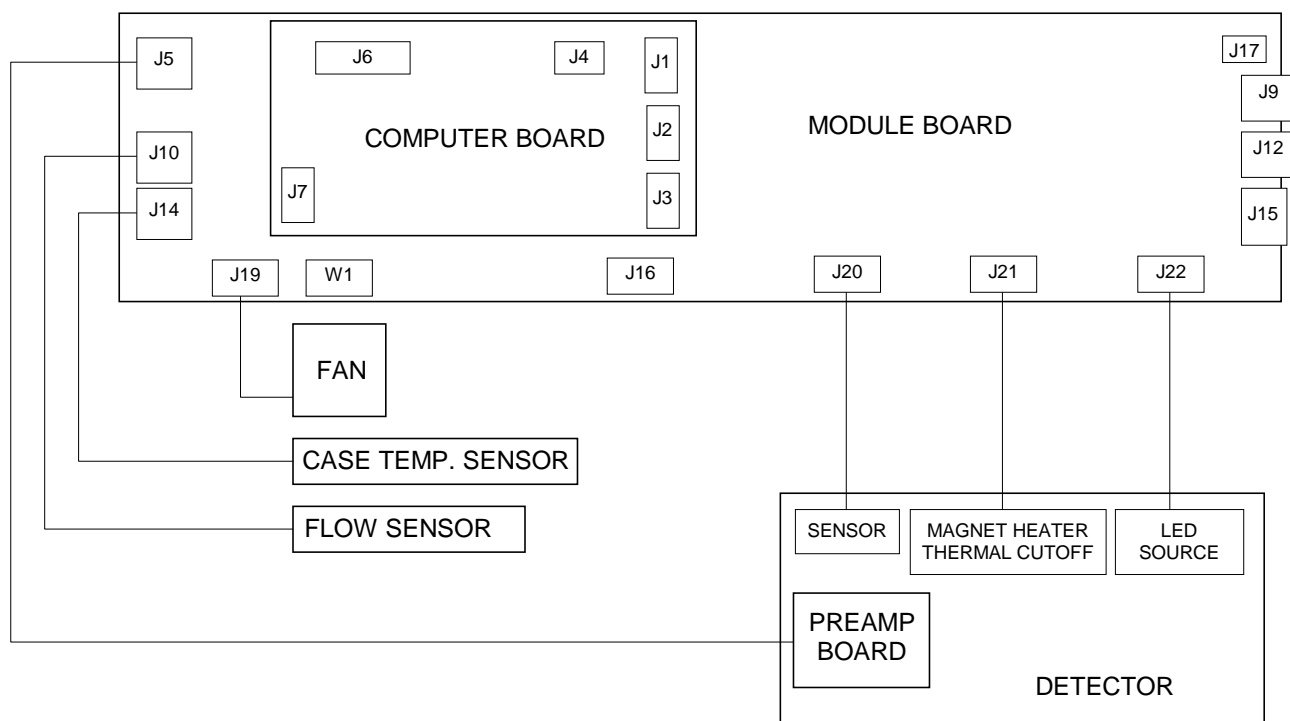 J5
J6
J4
J1
J17
J9
COMPUTER BOARD
J2
MODULE BOARD
J10
J12
J7
J3
J14
J15
J19
W1
J16
J20
J21
J22
FAN
CASE TEMP. SENSOR
FLOW SENSOR
SENSOR
MAGNET HEATER
THERMAL CUTOFF
LED
SOURCE
PREAMP
BOARD
DETECTOR